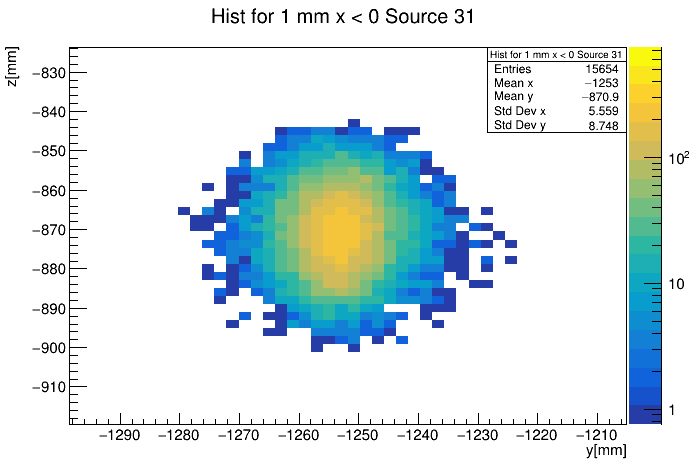 Hist for 1 mm x < 0 Source 31
z[mm]
Hist for 1 mm x < 0 Source 31
Entries 15654
Mean x −1253
Mean y −870.9
Std Dev x 5.559
Std Dev y 8.748
−830
−840
−850
−860
−870
−880
−890
−900
−910
10²
10
1
−1290 −1280 −1270 −1260 −1250 −1240 −1230 −1220 −1210
y[mm]